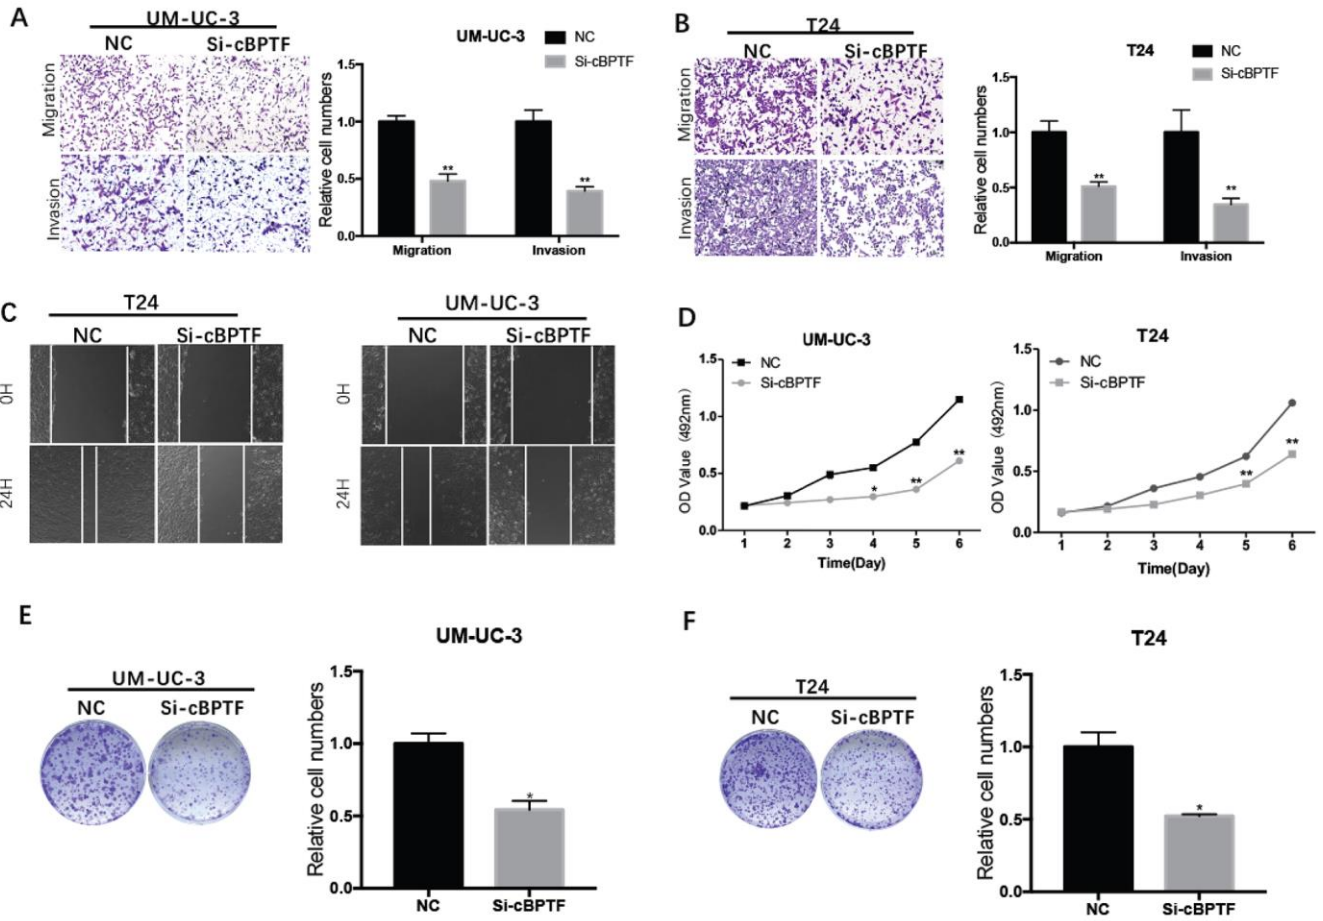 A
UM-UC-3
NC Si-cBPTF
Migration
Invasion
UM-UC-3
NC
Si-cBPTF
Relative cell numbers
1.5
1.0
0.5
0.0
** **
Migration Invasion
B
T24
NC Si-cBPTF
Migration
Invasion
T24
NC
Si-cBPTF
Relative cell numbers
1.5
1.0
0.5
0.0
** **
Migration Invasion
C
T24
NC Si-cBPTF
0H
24H
UM-UC-3
NC Si-cBPTF
0H
24H
D
UM-UC-3
NC
Si-cBPTF
OD Value (492nm)
1.5
1.0
0.5
0.0
* ** **
1 2 3 4 5 6
Time(Day)
T24
NC
Si-cBPTF
OD Value (492nm)
1.5
1.0
0.5
0.0
** **
1 2 3 4 5 6
Time(Day)
E
UM-UC-3
NC Si-cBPTF
UM-UC-3
Relative cell numbers
1.5
1.0
0.5
0.0
*
NC Si-cBPTF
F
T24
NC Si-cBPTF
T24
Relative cell numbers
1.5
1.0
0.5
0.0
*
NC Si-cBPTF